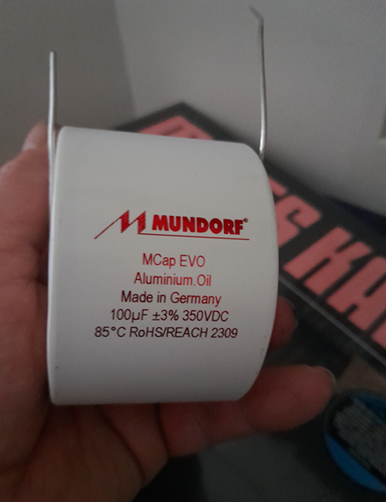 MUNDORF®
MCap EVO
Aluminium.Oil
Made in Germany
100µF ±3% 350VDC
85°C RoHS/REACH 2309